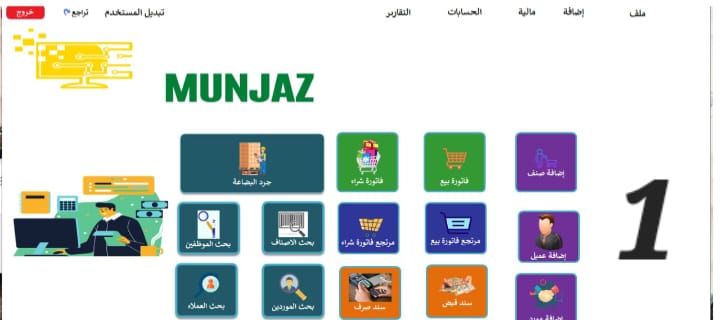 ملف
إضافة
مالية
الحسابات
التقارير
تبديل المستخدم
تراجع
خروج
MUNJAZ
إضافة صنف
فاتورة بيع
فاتورة شراء
جرد البضاعة
إضافة عميل
مرتجع فاتورة بيع
مرتجع فاتورة شراء
بحث الاصناف
بحث الموظفين
1
سند قبض
سند صرف
بحث الموردين
بحث العملاء
إضافة مورد